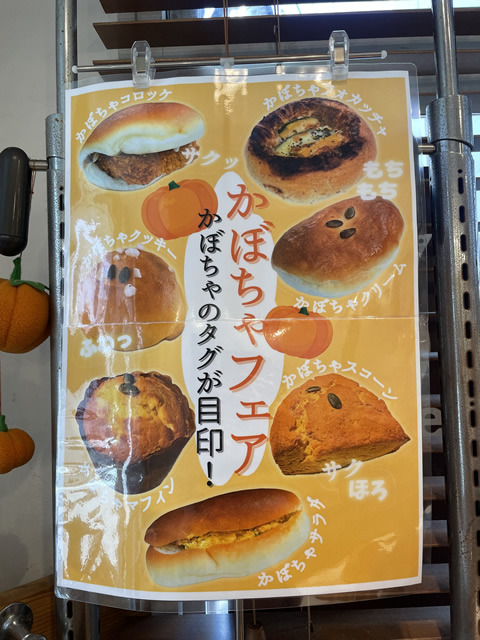 かぼちゃコロッケ
サクッ
かぼちゃフォカッチャ
もち
もち
かぼちゃフェア
かぼちゃのタグが目印!
かぼちゃクッキー
かぼちゃクリーム
かぼちゃスコーン
サク
ほろ
かぼちゃサラダ